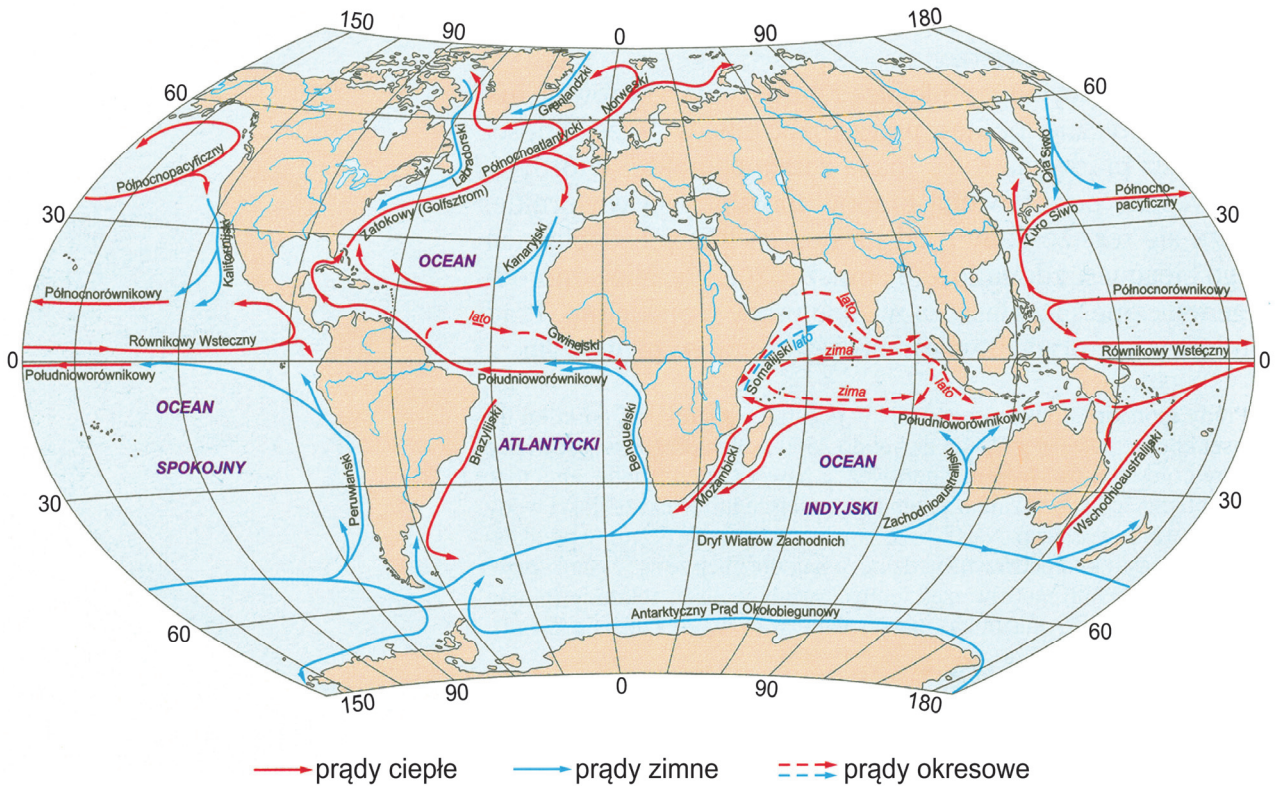 150
90
0
90
180
60
60
Grenlandzki
Norweski
Labradorski
Północnoatlantycki
Oja Siwo
Północnopacyficzny
Północno-
pacyficzny
Kuro Siwo
30
30
Zatokowy (Golfsztrom)
Kalifornijski
Kanaryjski
OCEAN
Północnorównikowy
Północnorównikowy
lato
lato
lato
Gwinejski
Równikowy Wsteczny
Równikowy Wsteczny
zima
Somalijski
0
0
Południoworównikowy
Południoworównikowy
zima
lato
Południoworównikowy
OCEAN
SPOKOJNY
Brazylijski
ATLANTYCKI
Benguelski
Mozambicki
OCEAN
INDYJSKI
Zachodnioaustralijski
Wschodnioaustralijski
Peruwiański
30
30
Dryf Wiatrów Zachodnich
Antarktyczny Prąd Okołobiegunowy
60
60
150
90
0
90
180
prądy ciepłe
prądy zimne
prądy okresowe